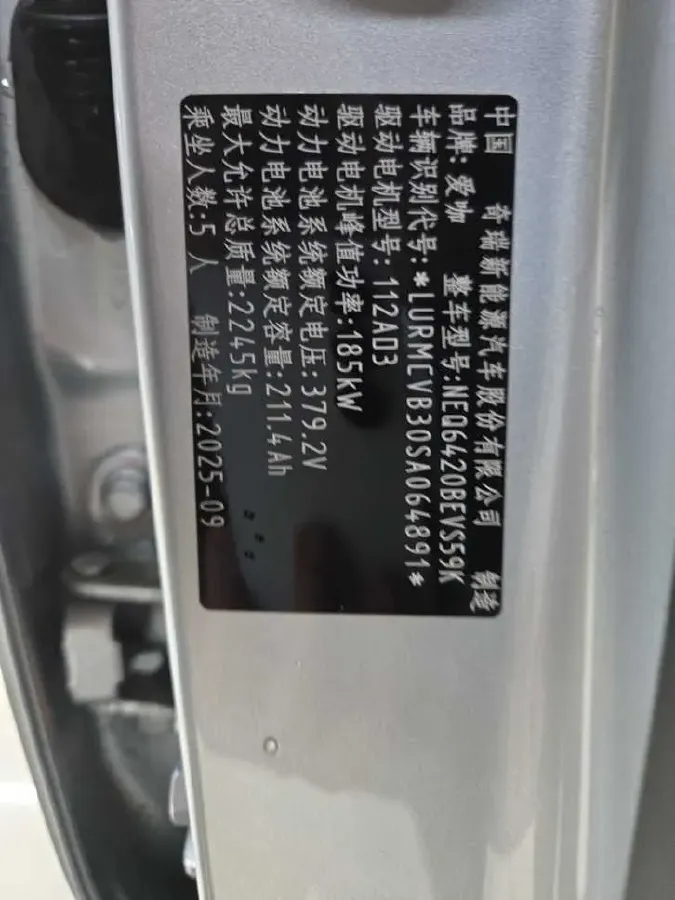 中国 奇瑞新能源汽车股份有限公司 制造
品牌:爱咖 整车型号:NEQ6420BEVS59K
车辆识别代号:*LURMCVB30SA064891*
驱动电机型号:112AD3
驱动电机峰值功率:185kW
动力电池系统额定电压:379.2V
动力电池系统额定容量:211.4Ah
最大允许总质量:2245kg
乘坐人数:5 人 制造年月:2025-09